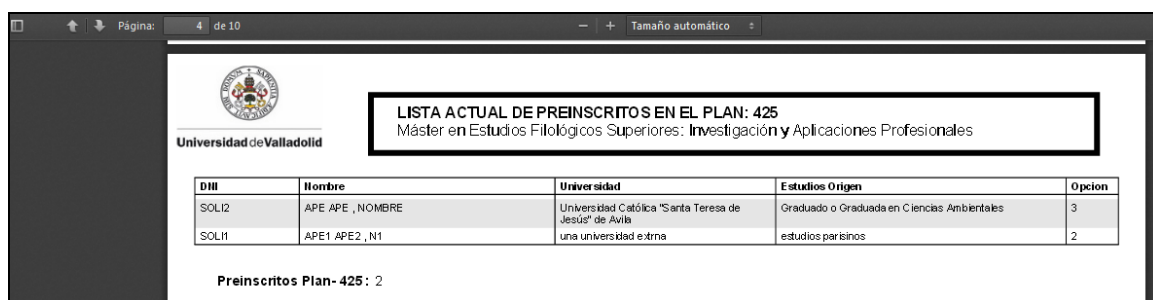 Página: 4 de 10 − + Tamaño automático
LISTA ACTUAL DE PREINSCRITOS EN EL PLAN: 425
Máster en Estudios Filológicos Superiores: Investigación y Aplicaciones Profesionales
Universidad de Valladolid
DNI Nombre Universidad Estudios Origen Opcion
SOLI2 APE APE , NOMBRE Universidad Católica "Santa Teresa de Graduado o Graduada en Ciencias Ambientales 3
Jesús" de Avila
SOLI1 APE1 APE2 , N1 una universidad extrna estudios parisinos 2
Preinscritos Plan- 425: 2